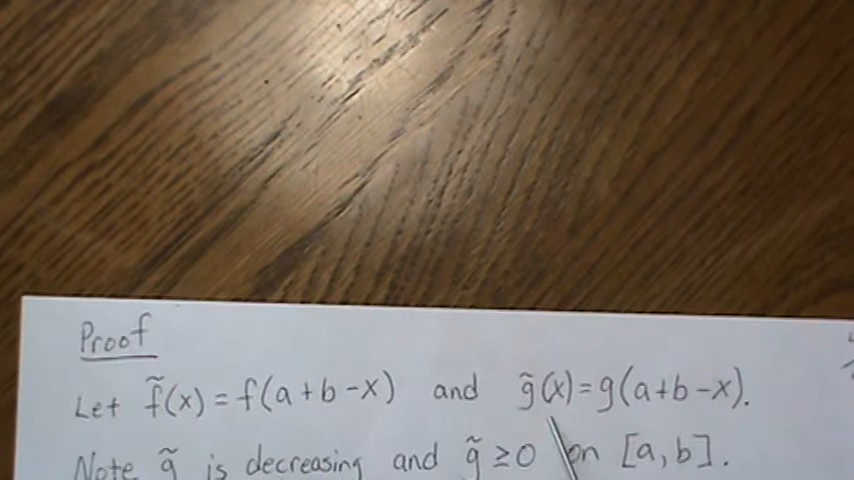 Proof
Let f̃(x) = f(a+b-x) and g̃(x) = g(a+b-x).
Note g̃ is decreasing and g̃ ≥ 0 on [a, b].